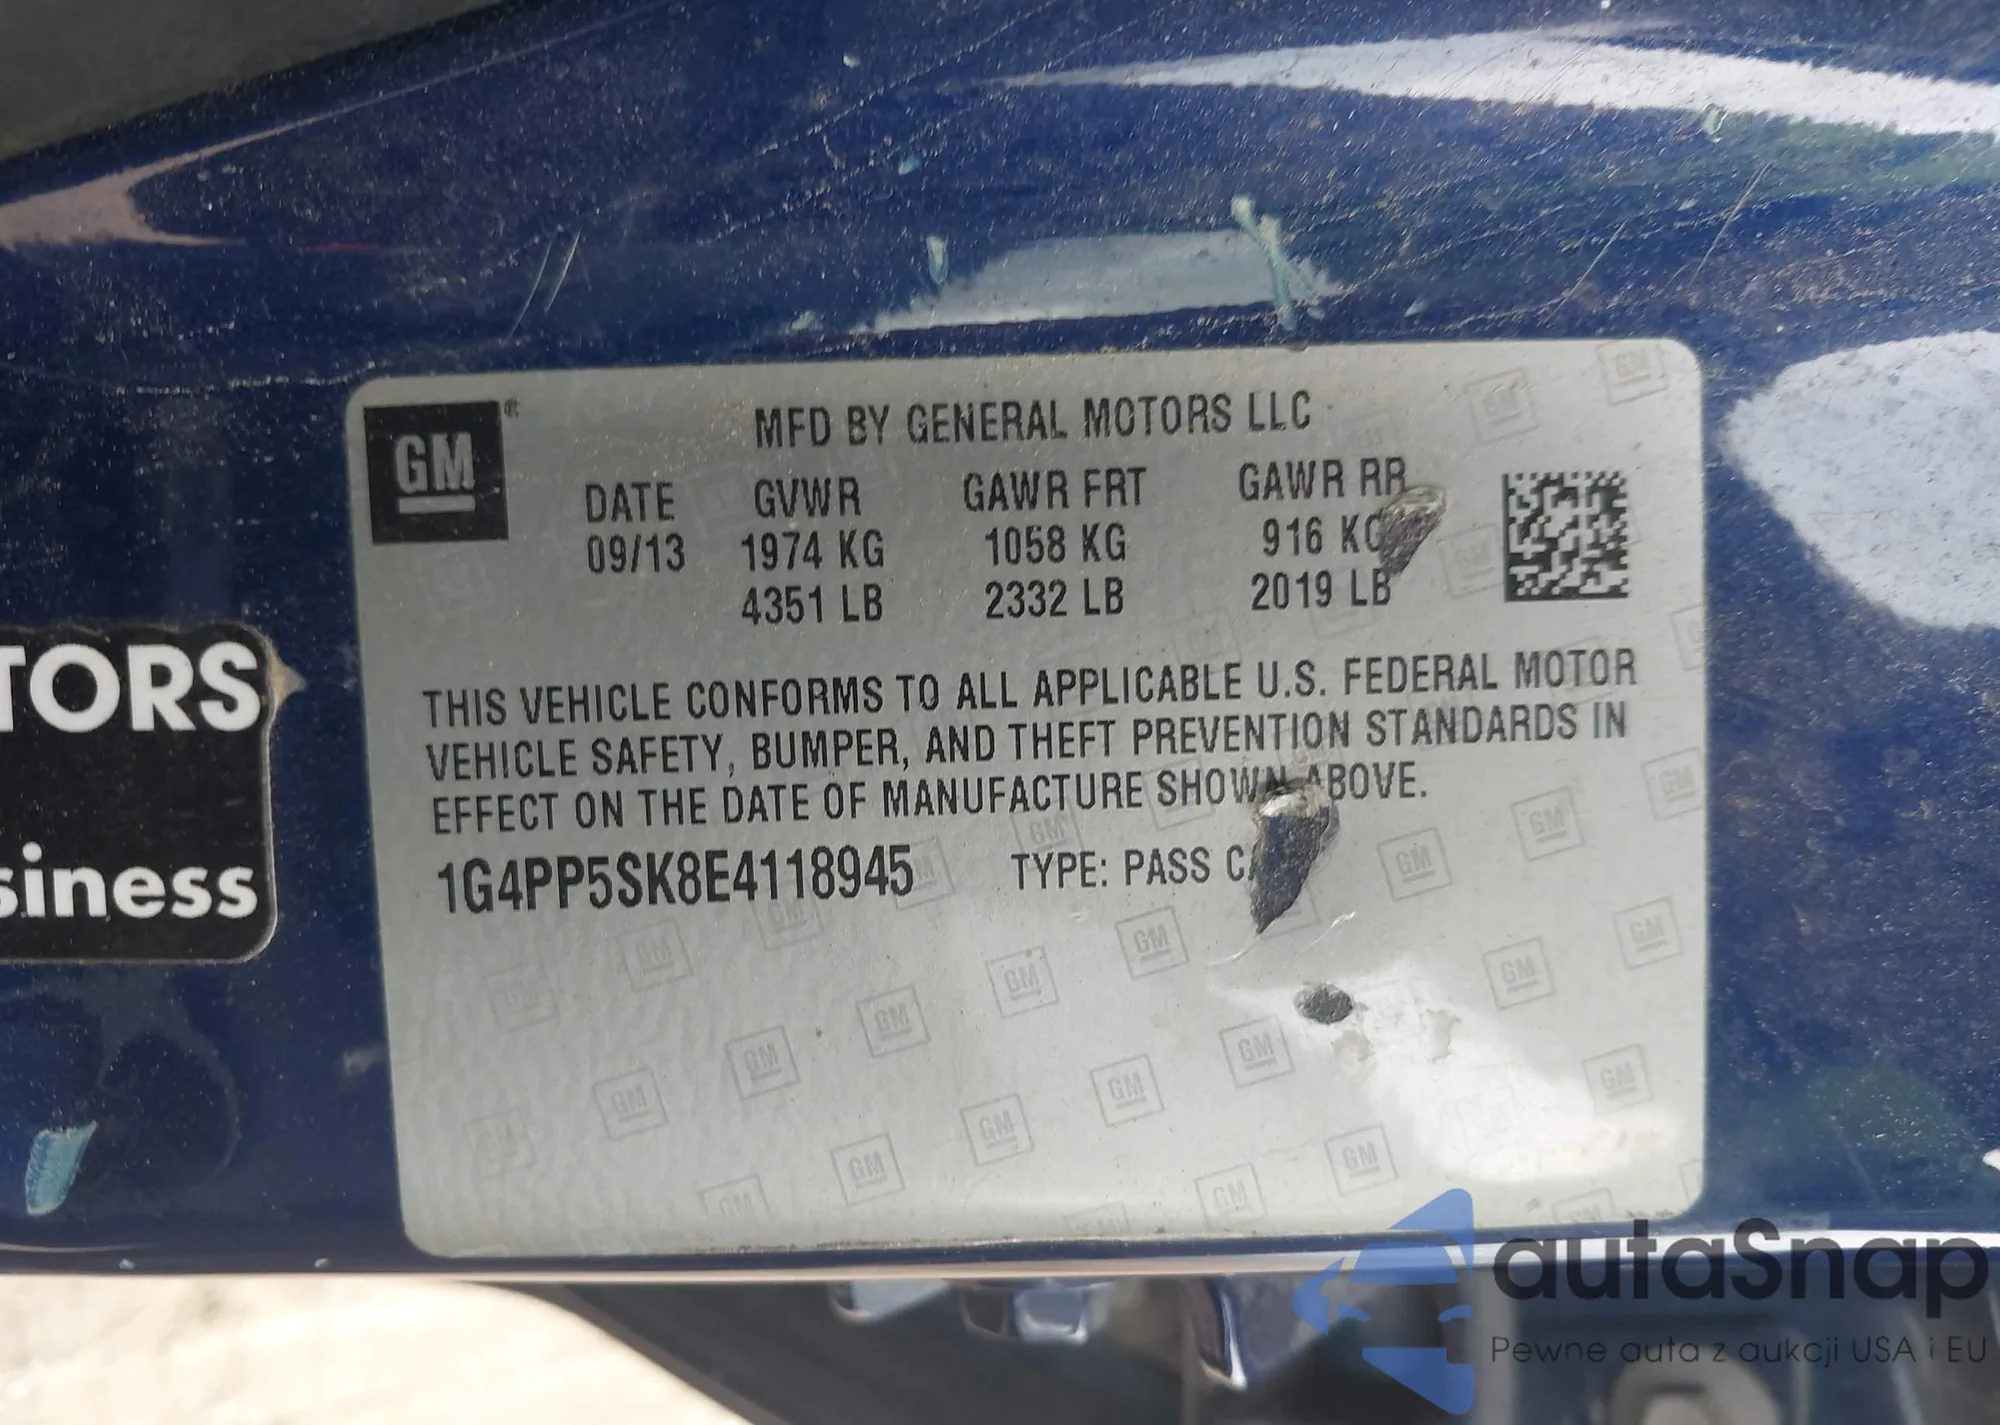 GM®
MFD BY GENERAL MOTORS LLC
DATE GVWR GAWR FRT GAWR RR
09/13 1974 KG 1058 KG 916 KG
4351 LB 2332 LB 2019 LB
THIS VEHICLE CONFORMS TO ALL APPLICABLE U.S. FEDERAL MOTOR
VEHICLE SAFETY, BUMPER, AND THEFT PREVENTION STANDARDS IN
EFFECT ON THE DATE OF MANUFACTURE SHOWN ABOVE.
1G4PP5SK8E4118945 TYPE: PASS CA
TORS
siness
autaSnap
Pewne auta z aukcji USA i EU